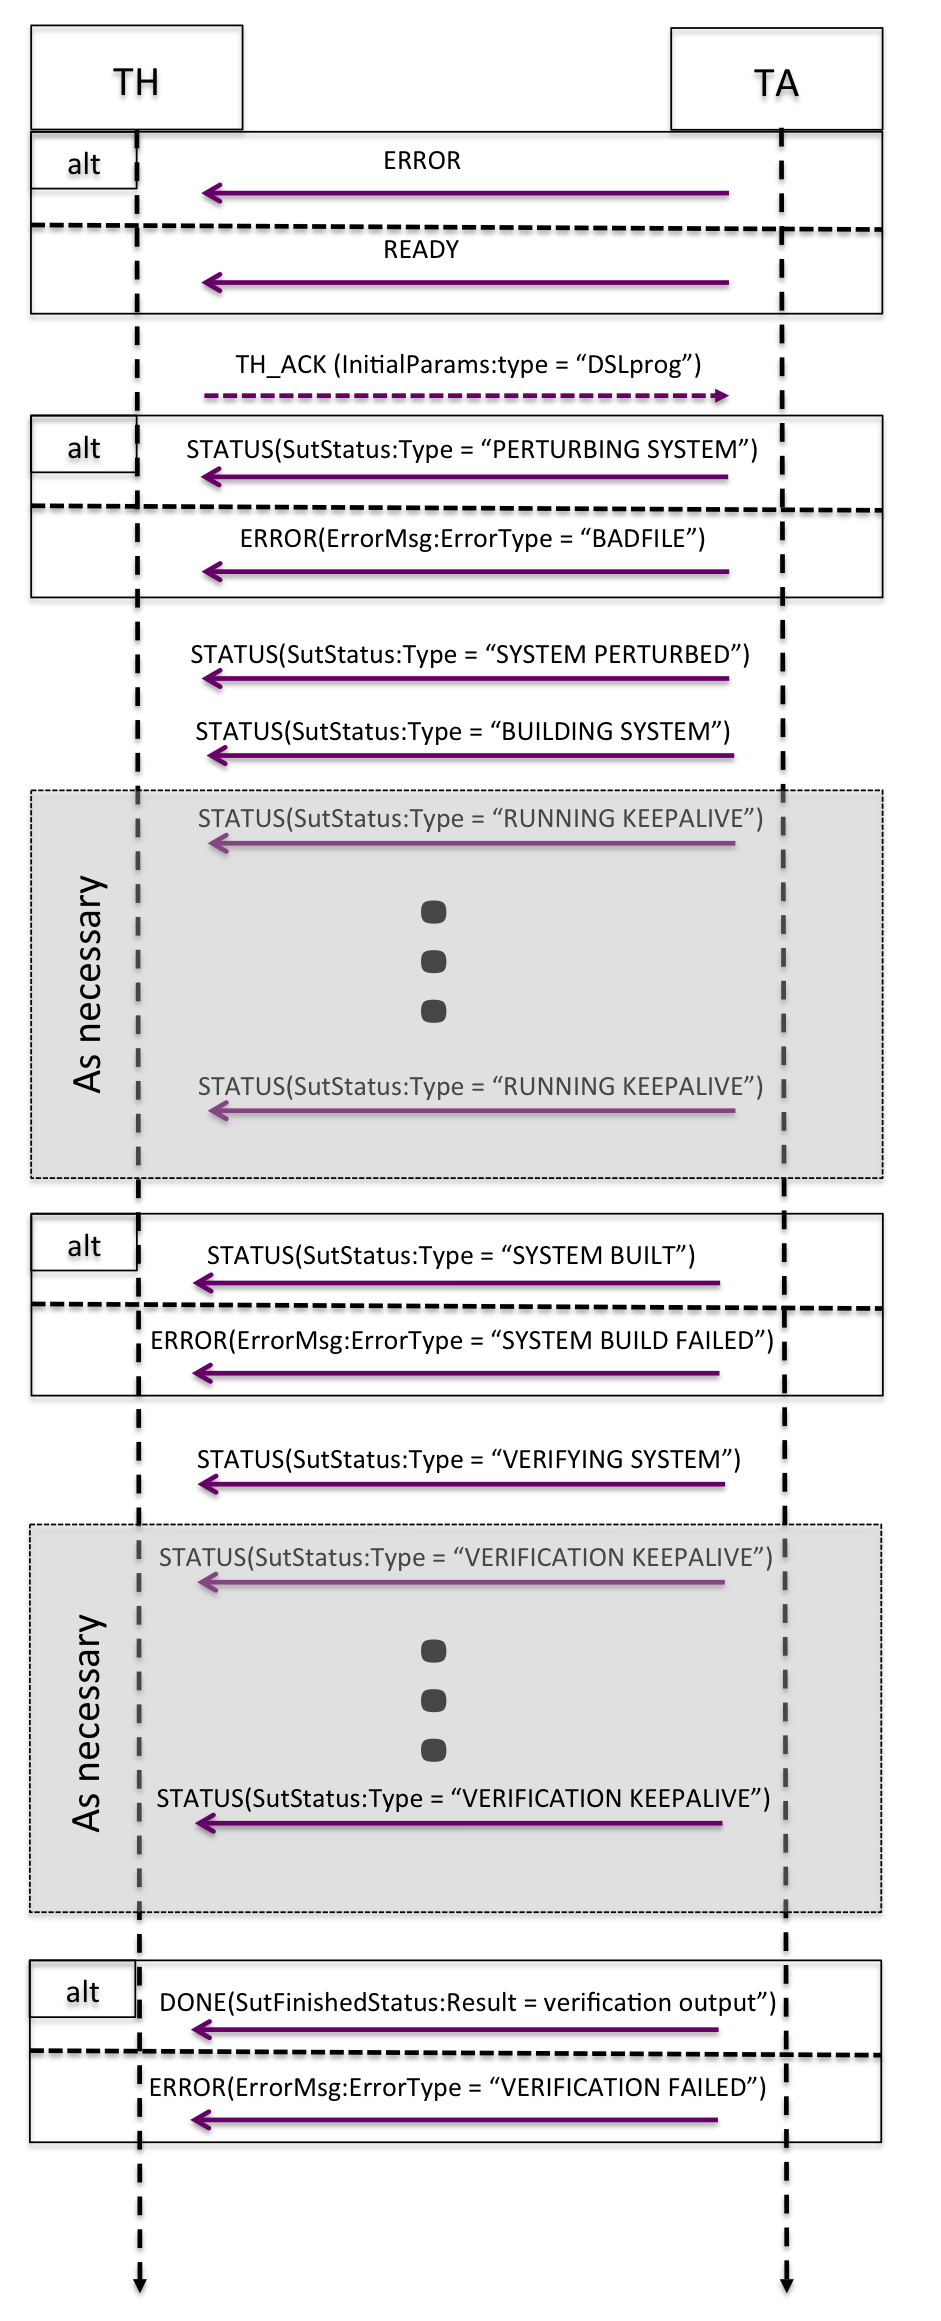 TH
TA
alt
ERROR
READY
TH_ACK (InitialParams:type = “DSLprog”)
alt
STATUS(SutStatus:Type = “PERTURBING SYSTEM”)
ERROR(ErrorMsg:ErrorType = “BADFILE”)
STATUS(SutStatus:Type = “SYSTEM PERTURBED”)
STATUS(SutStatus:Type = “BUILDING SYSTEM”)
STATUS(SutStatus:Type = “RUNNING KEEPALIVE”)
As necessary
STATUS(SutStatus:Type = “RUNNING KEEPALIVE”)
alt
STATUS(SutStatus:Type = “SYSTEM BUILT”)
ERROR(ErrorMsg:ErrorType = “SYSTEM BUILD FAILED”)
STATUS(SutStatus:Type = “VERIFYING SYSTEM”)
STATUS(SutStatus:Type = “VERIFICATION KEEPALIVE”)
As necessary
STATUS(SutStatus:Type = “VERIFICATION KEEPALIVE”)
alt
DONE(SutFinishedStatus:Result = verification output”)
ERROR(ErrorMsg:ErrorType = “VERIFICATION FAILED”)